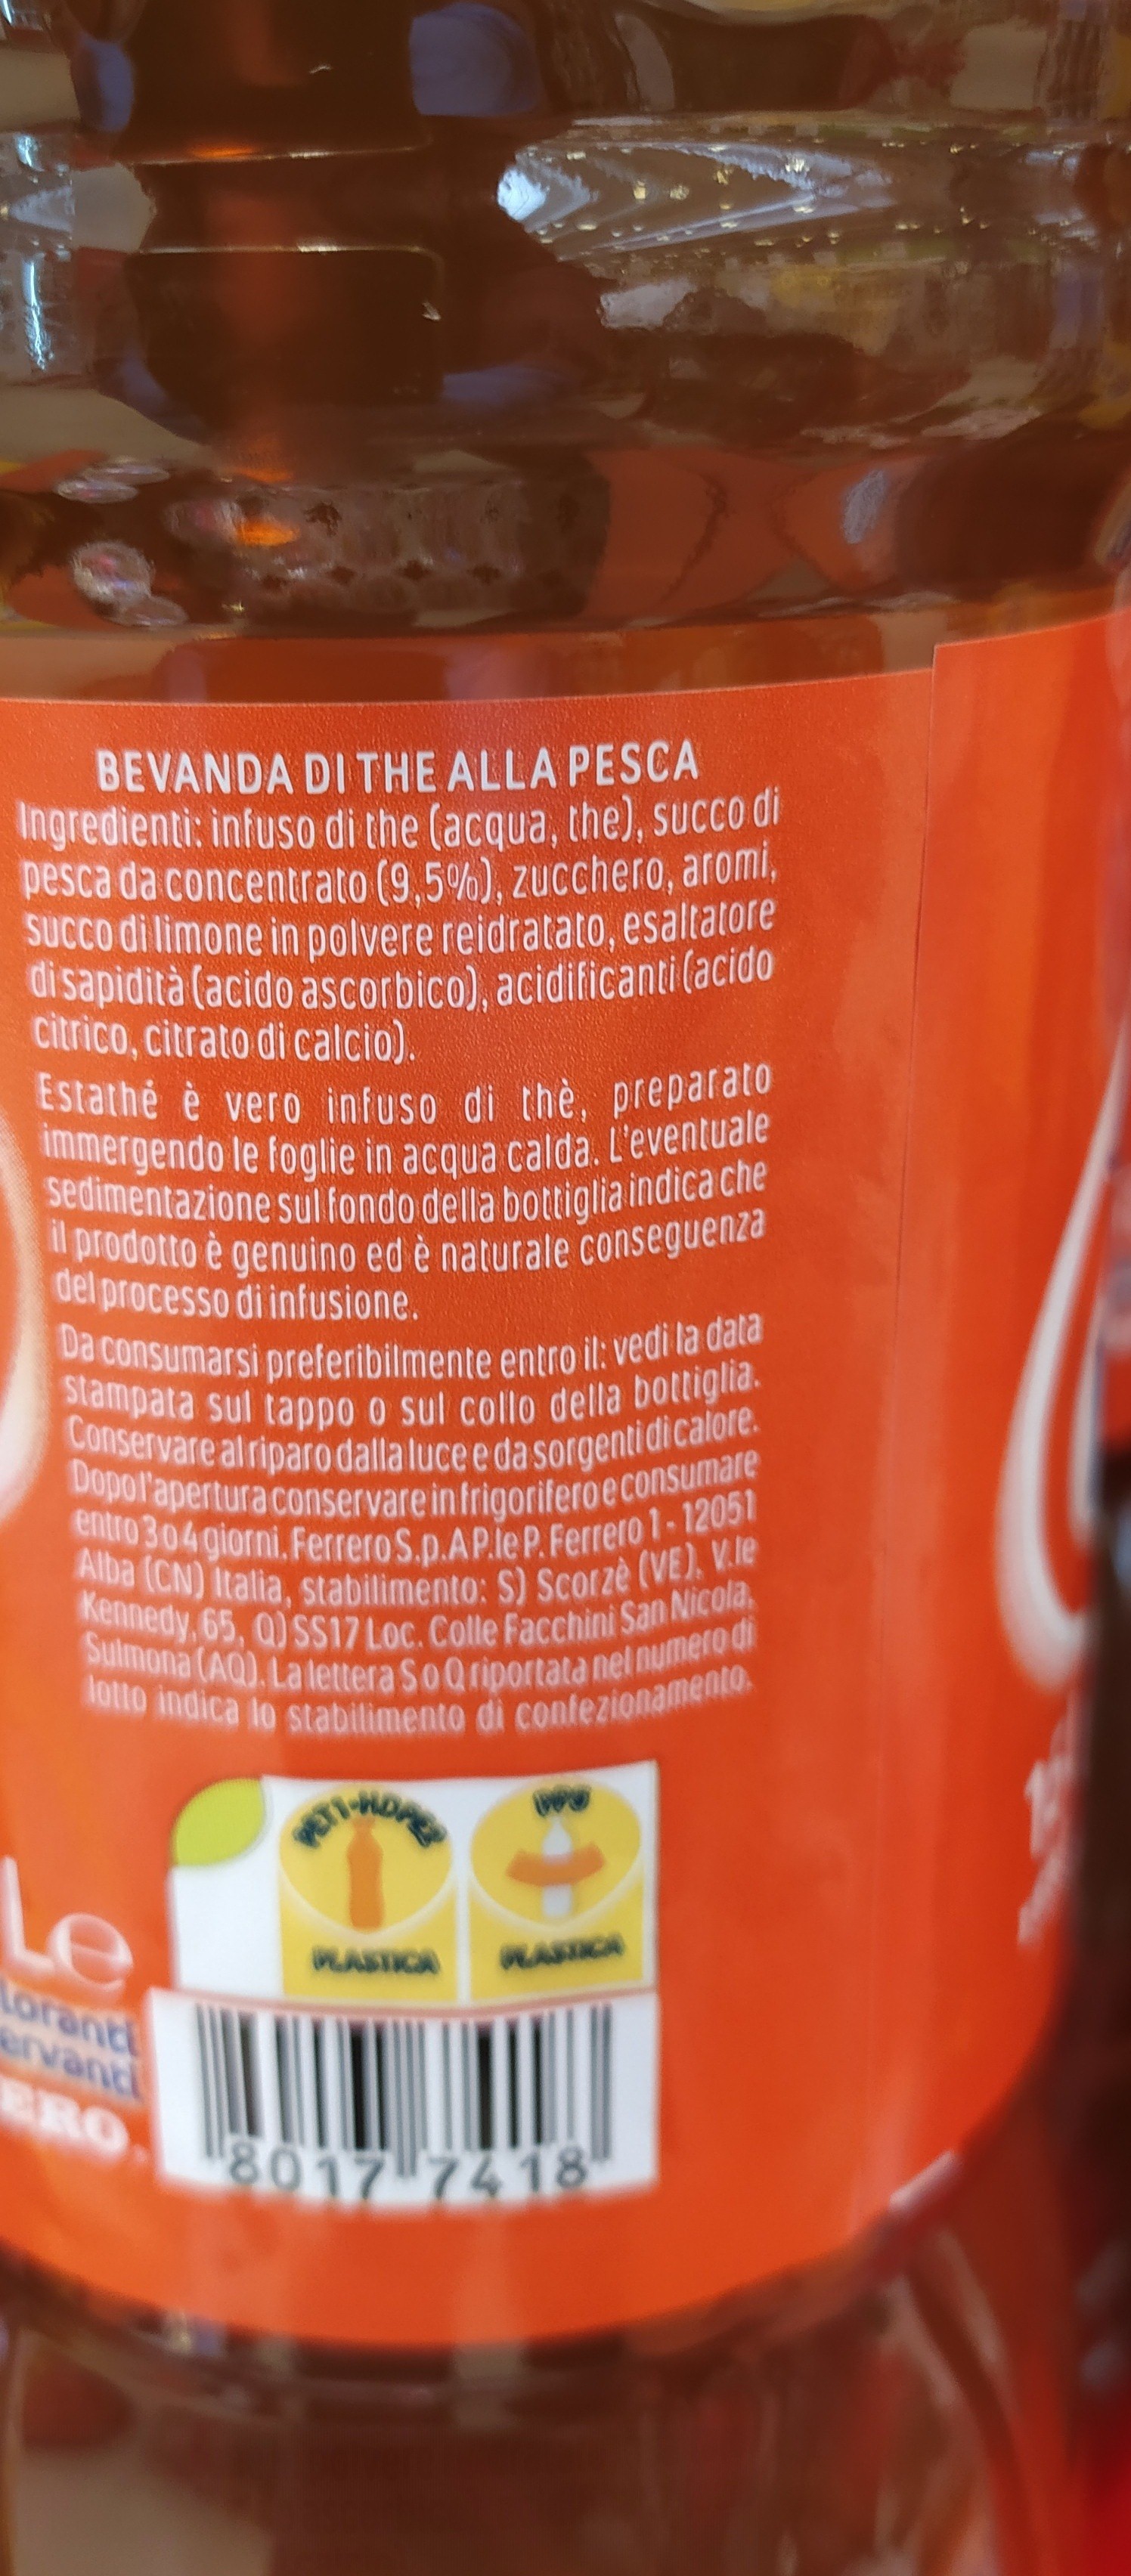 BEVANDA DI THE ALLA PESCA
Ingredienti: infuso di the (acqua, the), succo di
pesca da concentrato (9,5%), zucchero, aromi,
succo di limone in polvere reidratato, esaltatore
di sapidità (acido ascorbico), acidificanti (acido
citrico, citrato di calcio).
Estathé è vero infuso di thè, preparato
immergendo le foglie in acqua calda. L'eventuale
sedimentazione sul fondo della bottiglia indica che
il prodotto è genuino ed è naturale conseguenza
del processo di infusione.
Da consumarsi preferibilmente entro il: vedi la data
stampata sul tappo o sul collo della bottiglia.
Conservare al riparo dalla luce e da sorgenti di calore.
Dopo l'apertura conservare in frigorifero e consumare
entro 3 o 4 giorni. Ferrero S.p.A P.le P. Ferrero 1 - 12051
Alba (CN) Italia, stabilimento: S) Scorzè (VE), V.le
Kennedy, 65, Q) SS17 Loc. Colle Facchini San Nicola,
Sulmona (AQ). La lettera S o Q riportata nel numero di
lotto indica lo stabilimento di confezionamento.
PET1-HDPE2
PP5
PLASTICA PLASTICA
L e
loranti
ervanti
ERO
8017 7418